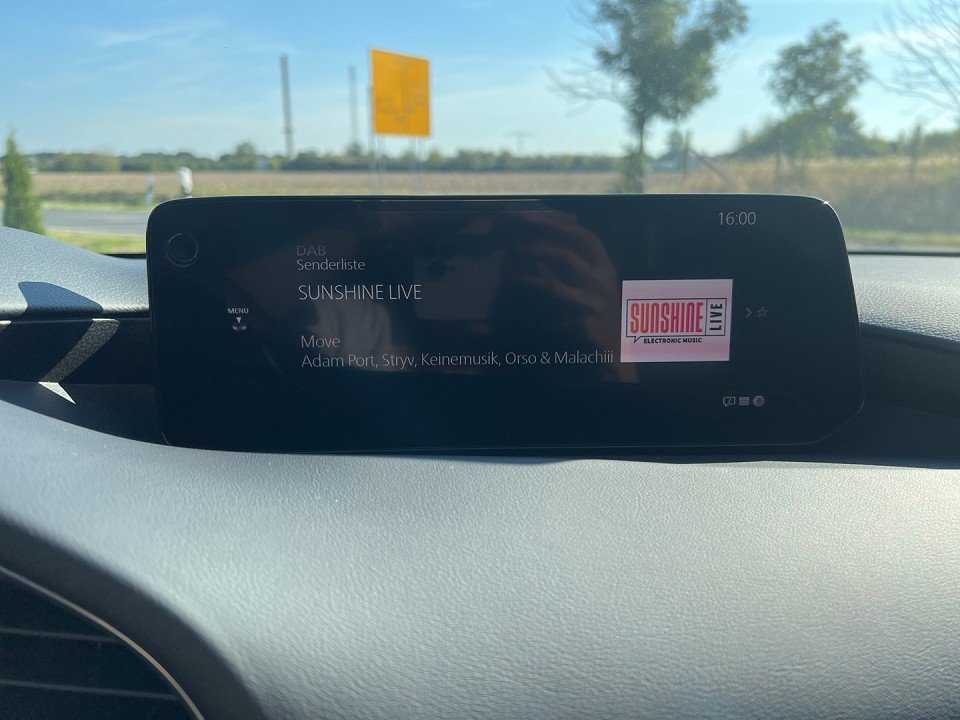 16:00
DAB
Senderliste
SUNSHINE LIVE
MENU
Move
Adam Port, Stryv, Keinemusik, Orso & Malachiii
SUNSHINE LIVE
ELECTRONIC MUSIC